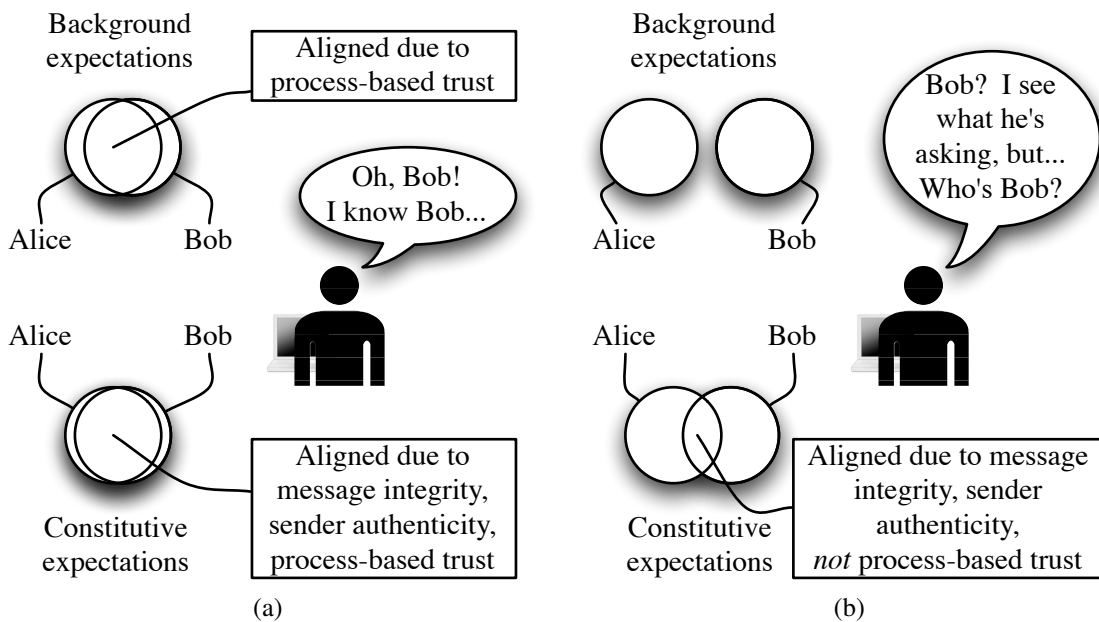 Background
expectations
Aligned due to
process-based trust
Oh, Bob!
I know Bob...
Alice
Bob
Alice
Bob
Aligned due to
message integrity,
sender authenticity,
process-based trust
Constitutive
expectations
(a)
Background
expectations
Bob?  I see
what he's
asking, but...
Who's Bob?
Alice
Bob
Alice
Bob
Aligned due to message
integrity, sender
authenticity,
not process-based trust
Constitutive
expectations
(b)